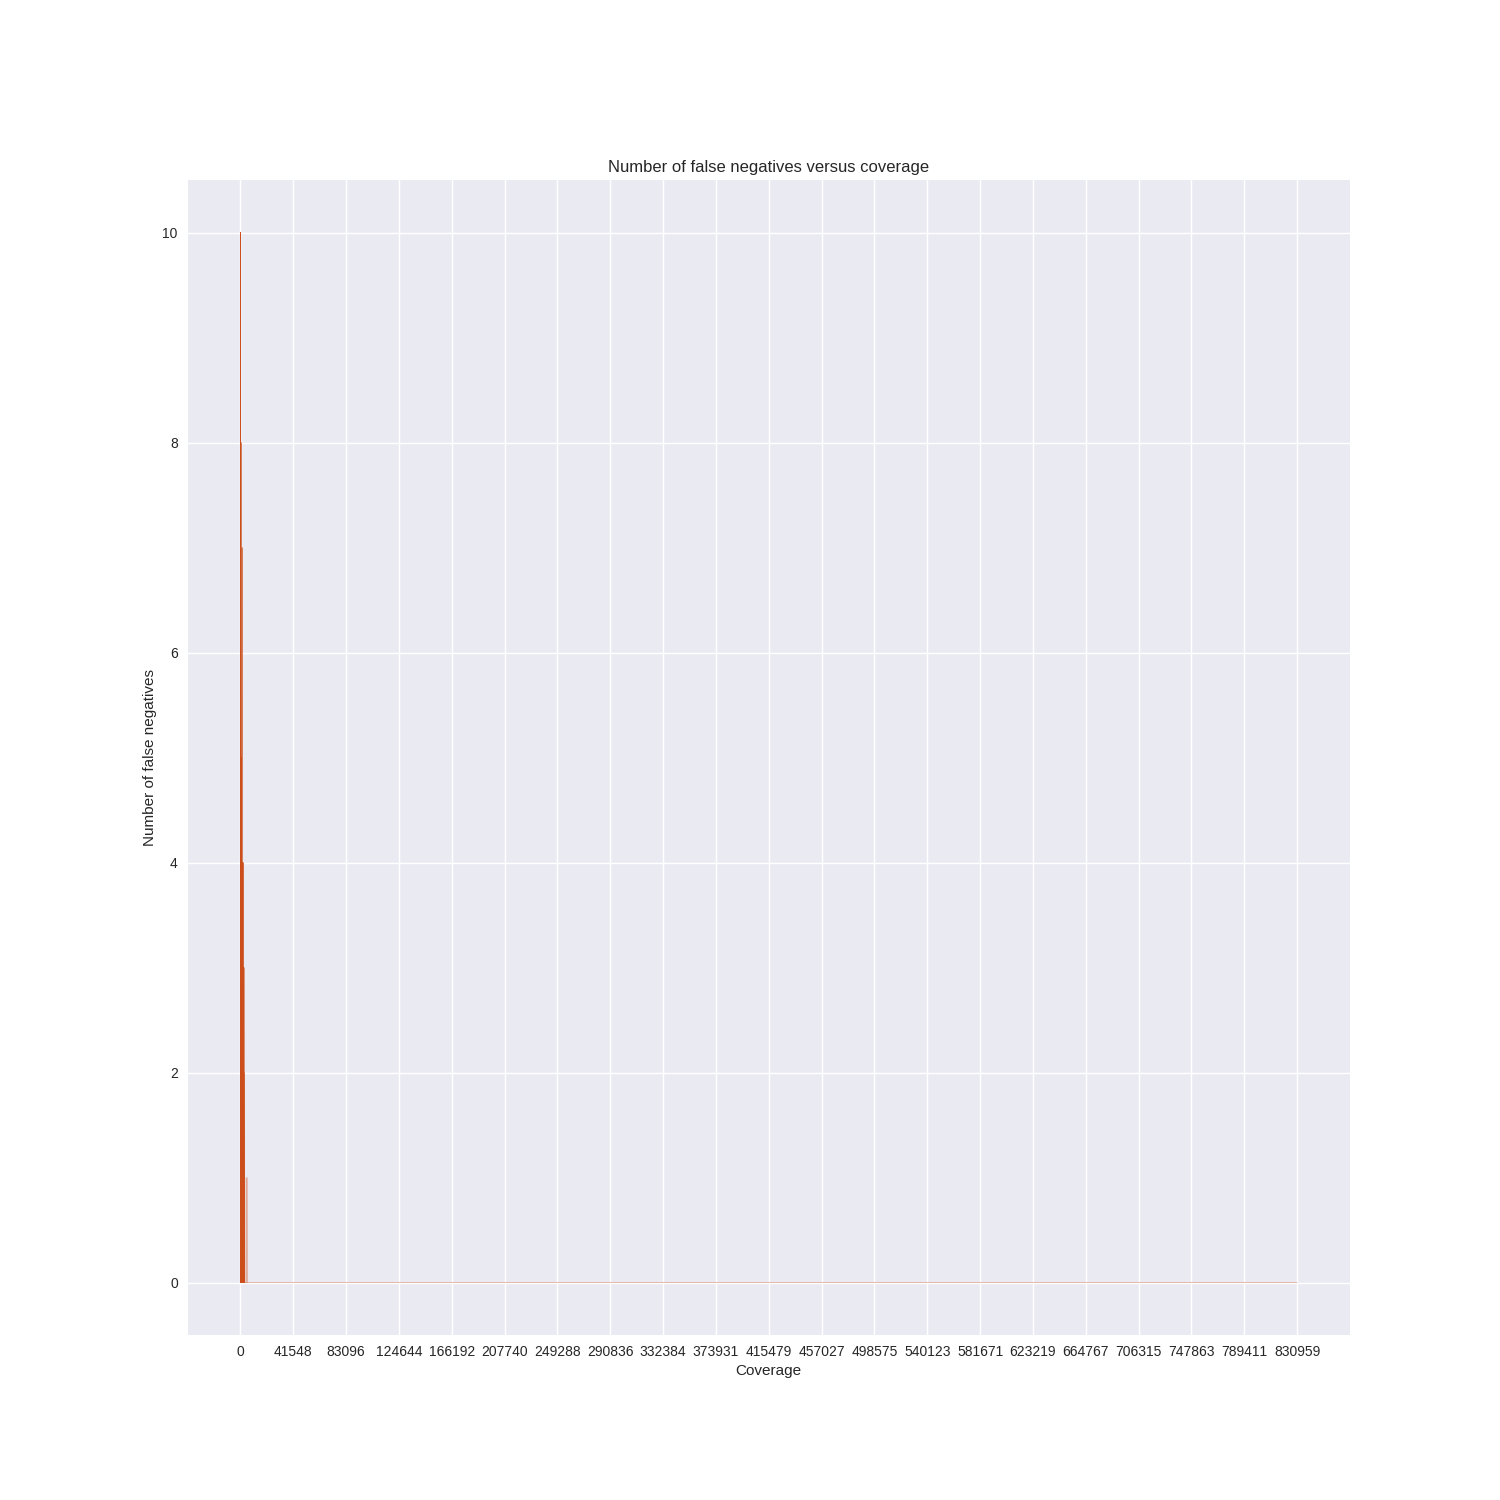 Number of false negatives versus coverage
10
8
6
4
2
0
Number of false negatives
0 41548 83096 124644 166192 207740 249288 290836 332384 373931 415479 457027 498575 540123 581671 623219 664767 706315 747863 789411 830959
Coverage